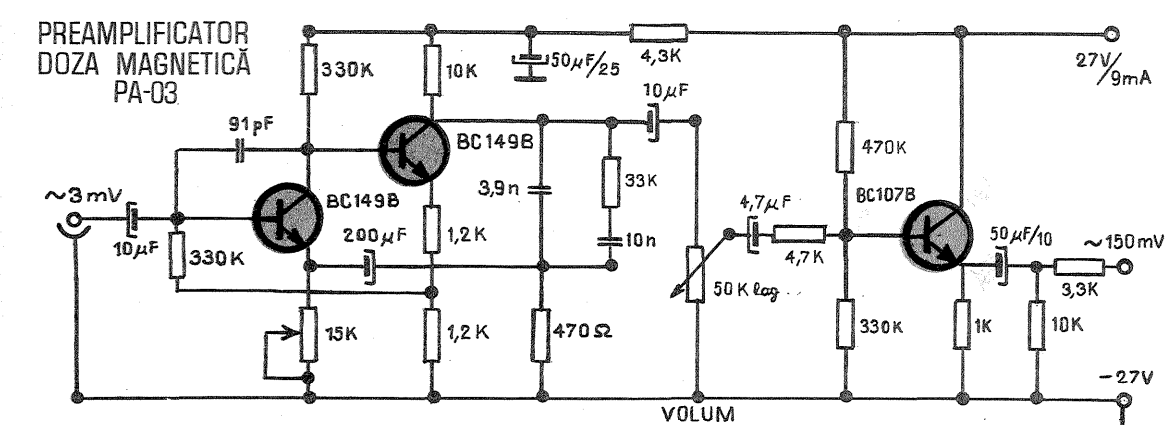 PREAMPLIFICATOR
DOZA MAGNETICĂ
PA-03
330K
10K
50µF/25
4,3K
27V
/9mA
91pF
10µF
BC149B
470K
~3mV
BC149B
3,9n
33K
4,7µF
BC107B
10µF
330K
200µF
1,2K
10n
4,7K
50µF/10
~150mV
50K log
3,3K
15K
1,2K
470Ω
330K
1K
10K
-27V
VOLUM